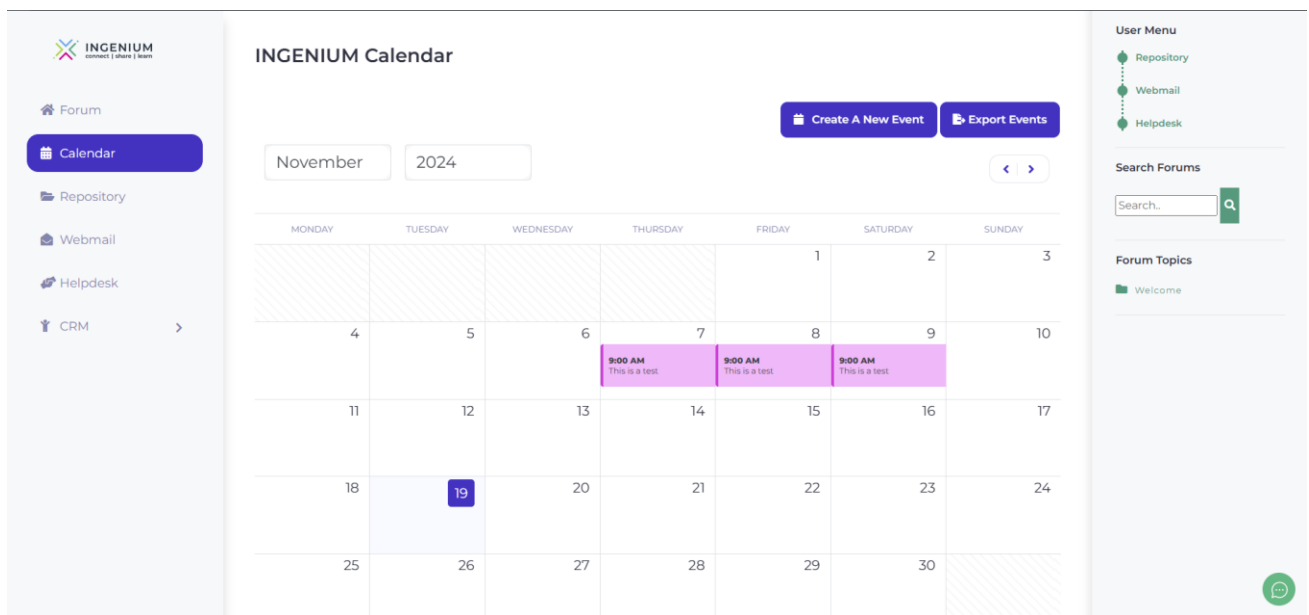 INGENIUM
connect | share | learn
Forum
Calendar
Repository
Webmail
Helpdesk
CRM
INGENIUM Calendar
Create A New Event
Export Events
November
2024
MONDAY TUESDAY WEDNESDAY THURSDAY FRIDAY SATURDAY SUNDAY
1 2 3
4 5 6 7 8 9 10
9:00 AM 9:00 AM 9:00 AM
This is a test This is a test This is a test
11 12 13 14 15 16 17
18 19 20 21 22 23 24
25 26 27 28 29 30
User Menu
Repository
Webmail
Helpdesk
Search Forums
Search..
Forum Topics
Welcome